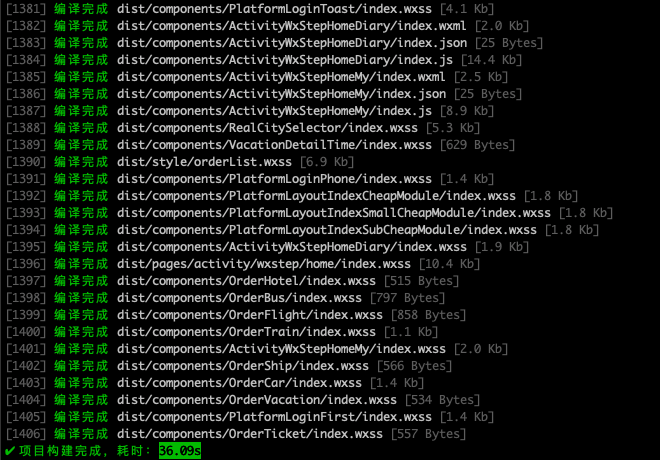 [1381] 编译完成 dist/components/PlatformLoginToast/index.wxss [4.1 Kb]
[1382] 编译完成 dist/components/ActivityWxStepHomeDiary/index.wxml [2.0 Kb]
[1383] 编译完成 dist/components/ActivityWxStepHomeDiary/index.json [25 Bytes]
[1384] 编译完成 dist/components/ActivityWxStepHomeDiary/index.js [14.4 Kb]
[1385] 编译完成 dist/components/ActivityWxStepHomeMy/index.wxml [2.5 Kb]
[1386] 编译完成 dist/components/ActivityWxStepHomeMy/index.json [25 Bytes]
[1387] 编译完成 dist/components/ActivityWxStepHomeMy/index.js [8.9 Kb]
[1388] 编译完成 dist/components/RealCitySelector/index.wxss [5.3 Kb]
[1389] 编译完成 dist/components/VacationDetailTime/index.wxss [629 Bytes]
[1390] 编译完成 dist/style/orderList.wxss [6.9 Kb]
[1391] 编译完成 dist/components/PlatformLoginPhone/index.wxss [1.4 Kb]
[1392] 编译完成 dist/components/PlatformLayoutIndexCheapModule/index.wxss [1.8 Kb]
[1393] 编译完成 dist/components/PlatformLayoutIndexSmallCheapModule/index.wxss [1.8 Kb]
[1394] 编译完成 dist/components/PlatformLayoutIndexSubCheapModule/index.wxss [1.8 Kb]
[1395] 编译完成 dist/components/ActivityWxStepHomeDiary/index.wxss [1.9 Kb]
[1396] 编译完成 dist/pages/activity/wxstep/home/index.wxss [10.4 Kb]
[1397] 编译完成 dist/components/OrderHotel/index.wxss [515 Bytes]
[1398] 编译完成 dist/components/OrderBus/index.wxss [797 Bytes]
[1399] 编译完成 dist/components/OrderFlight/index.wxss [858 Bytes]
[1400] 编译完成 dist/components/OrderTrain/index.wxss [1.1 Kb]
[1401] 编译完成 dist/components/ActivityWxStepHomeMy/index.wxss [2.0 Kb]
[1402] 编译完成 dist/components/OrderShip/index.wxss [566 Bytes]
[1403] 编译完成 dist/components/OrderCar/index.wxss [1.4 Kb]
[1404] 编译完成 dist/components/OrderVacation/index.wxss [534 Bytes]
[1405] 编译完成 dist/components/PlatformLoginFirst/index.wxss [1.4 Kb]
[1406] 编译完成 dist/components/OrderTicket/index.wxss [557 Bytes]
✔ 项目构建完成，耗时： 36.09s